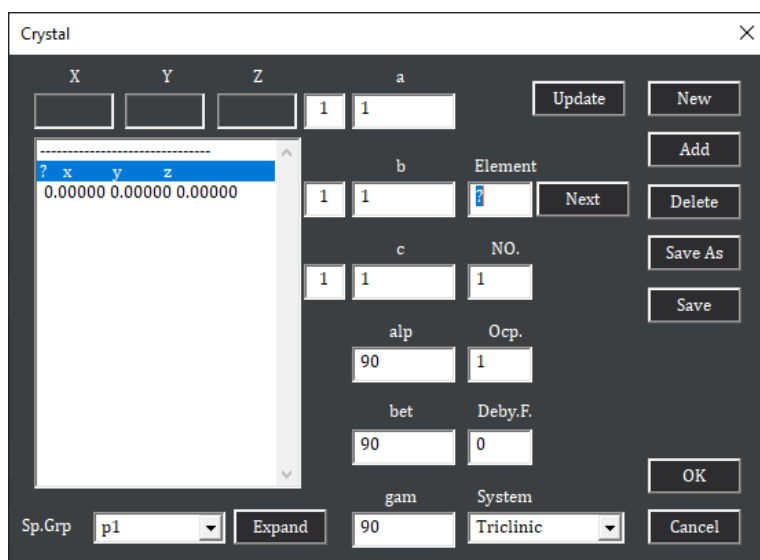 Crystal
X Y Z a
1 1 Update New
-------------------------------
? x y z
0.00000 0.00000 0.00000
Add
b Element
1 1 ? Next Delete
c NO.
1 1 1
Save As
Save
alp Ocp.
90 1
bet Deby.F.
90 0
OK
gam System
Sp.Grp p1 Expand 90 Triclinic Cancel